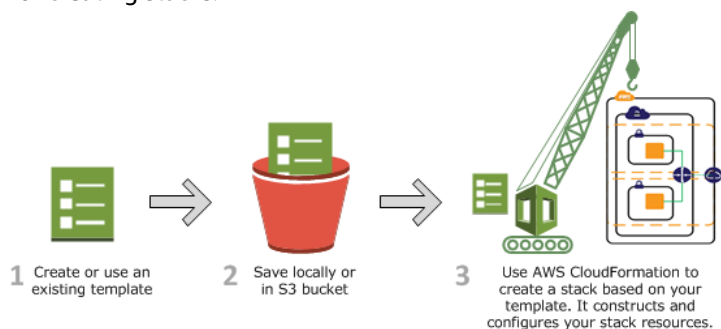 1 Create or use an
existing template
2 Save locally or
in S3 bucket
3 Use AWS CloudFormation to
create a stack based on your
template. It constructs and
configures your stack resources.